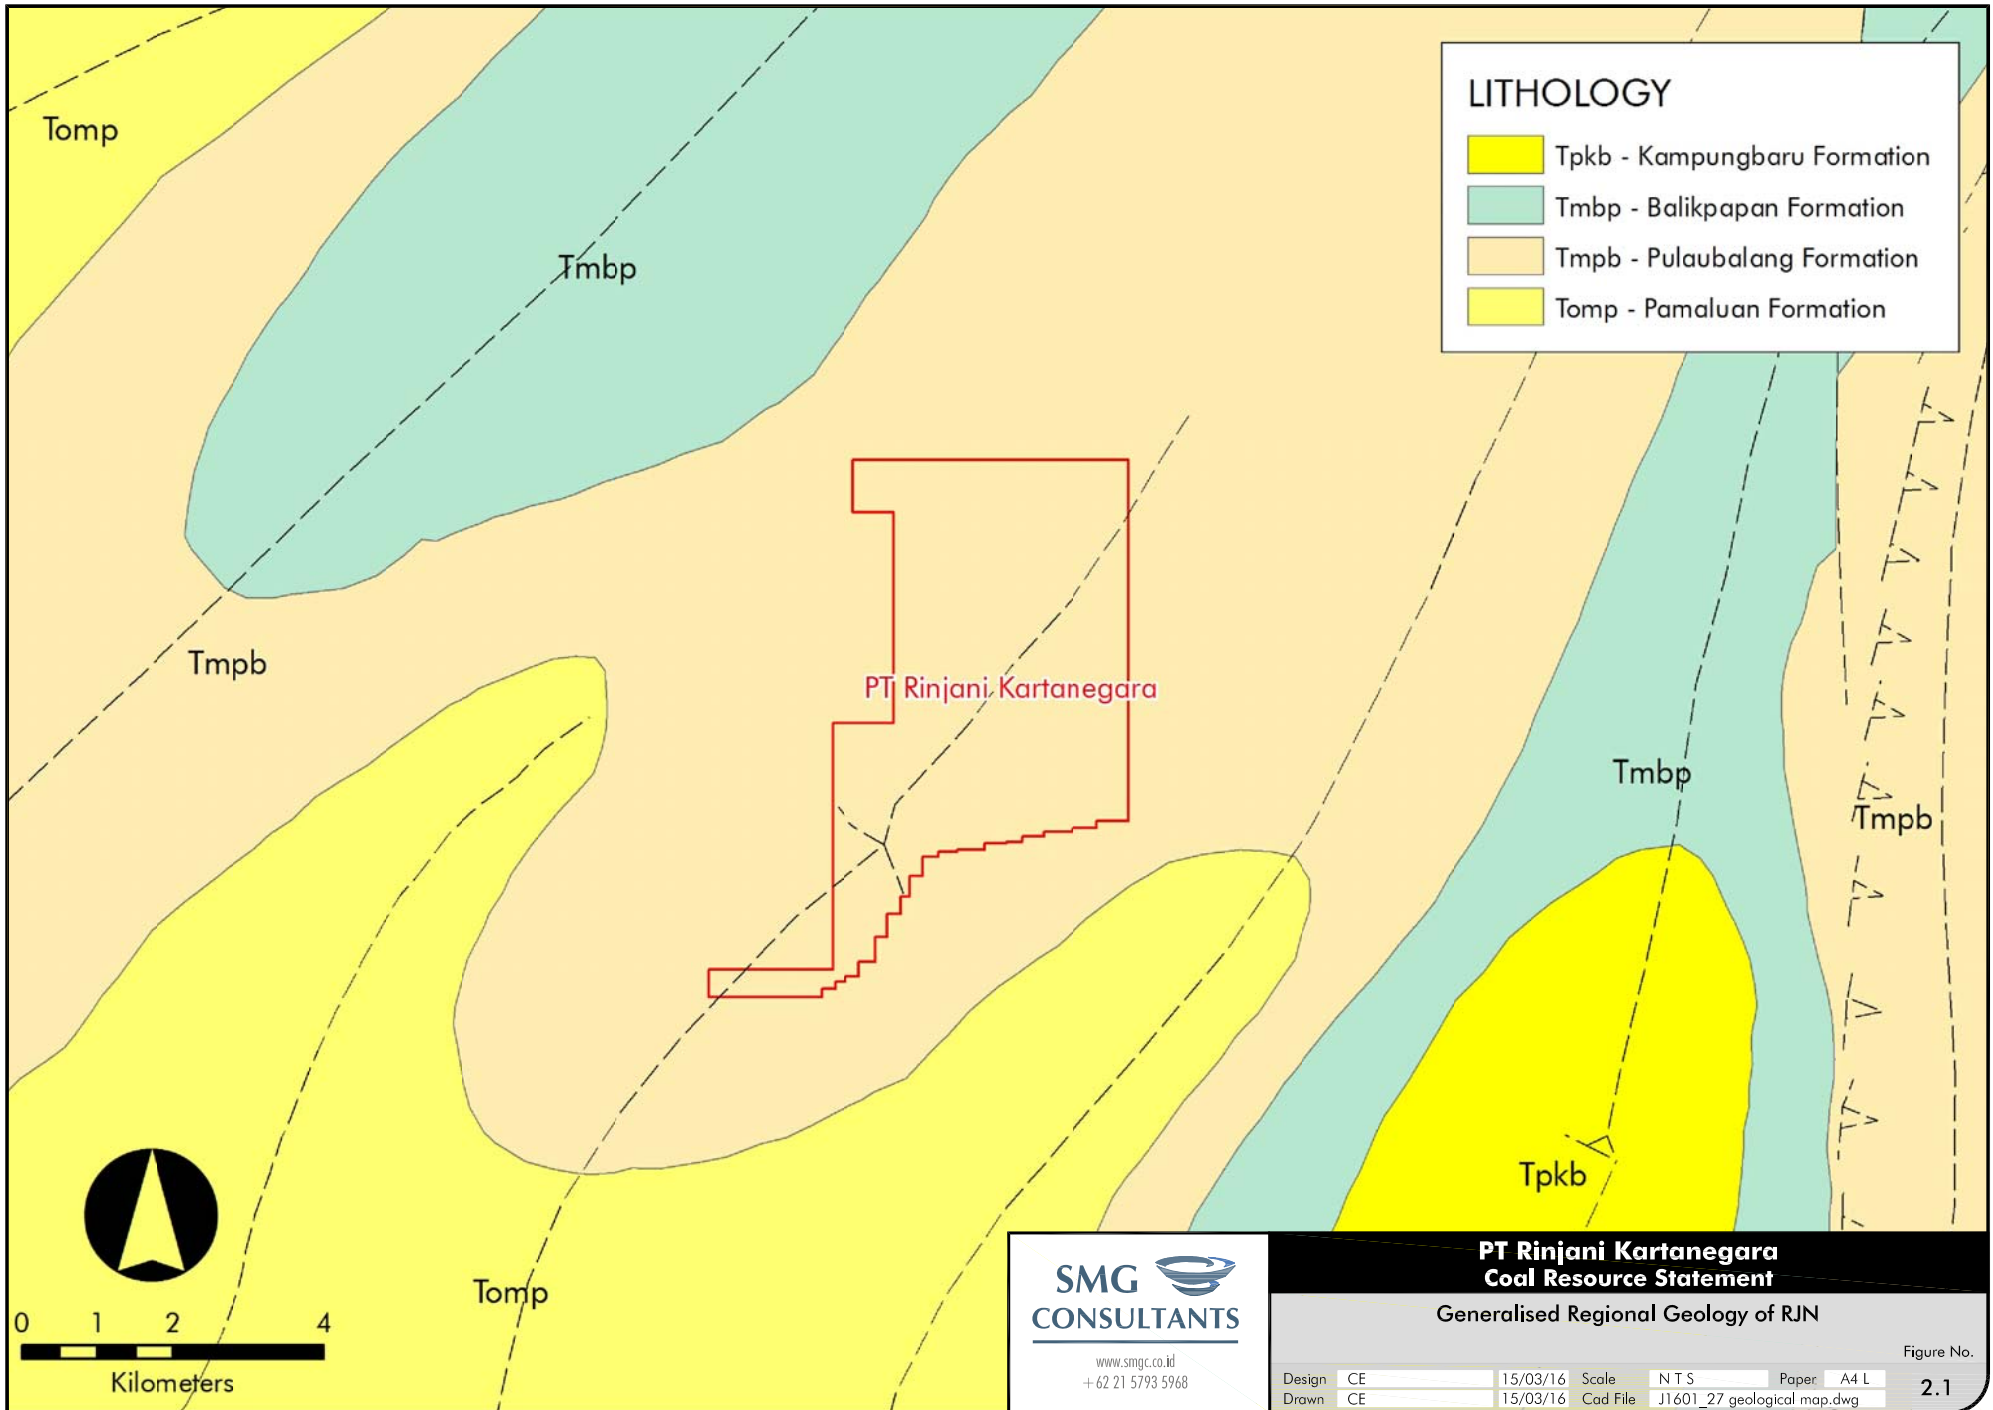 LITHOLOGY
Tpkb - Kampungbaru Formation
Tmbp - Balikpapan Formation
Tmpb - Pulaubalang Formation
Tomp - Pamaluan Formation
Tomp
Tmbp
Tmpb
PT Rinjani Kartanegara
Tmbp
Tmpb
Tpkb
Tomp
0 1 2 4
Kilometers
SMG
CONSULTANTS
www.smgc.co.id
+62 21 5793 5968
PT Rinjani Kartanegara
Coal Resource Statement
Generalised Regional Geology of RJN
Figure No.
Design CE 15/03/16 Scale N T S Paper A4 L
Drawn CE 15/03/16 Cad File J1601_27 geological map.dwg
2.1